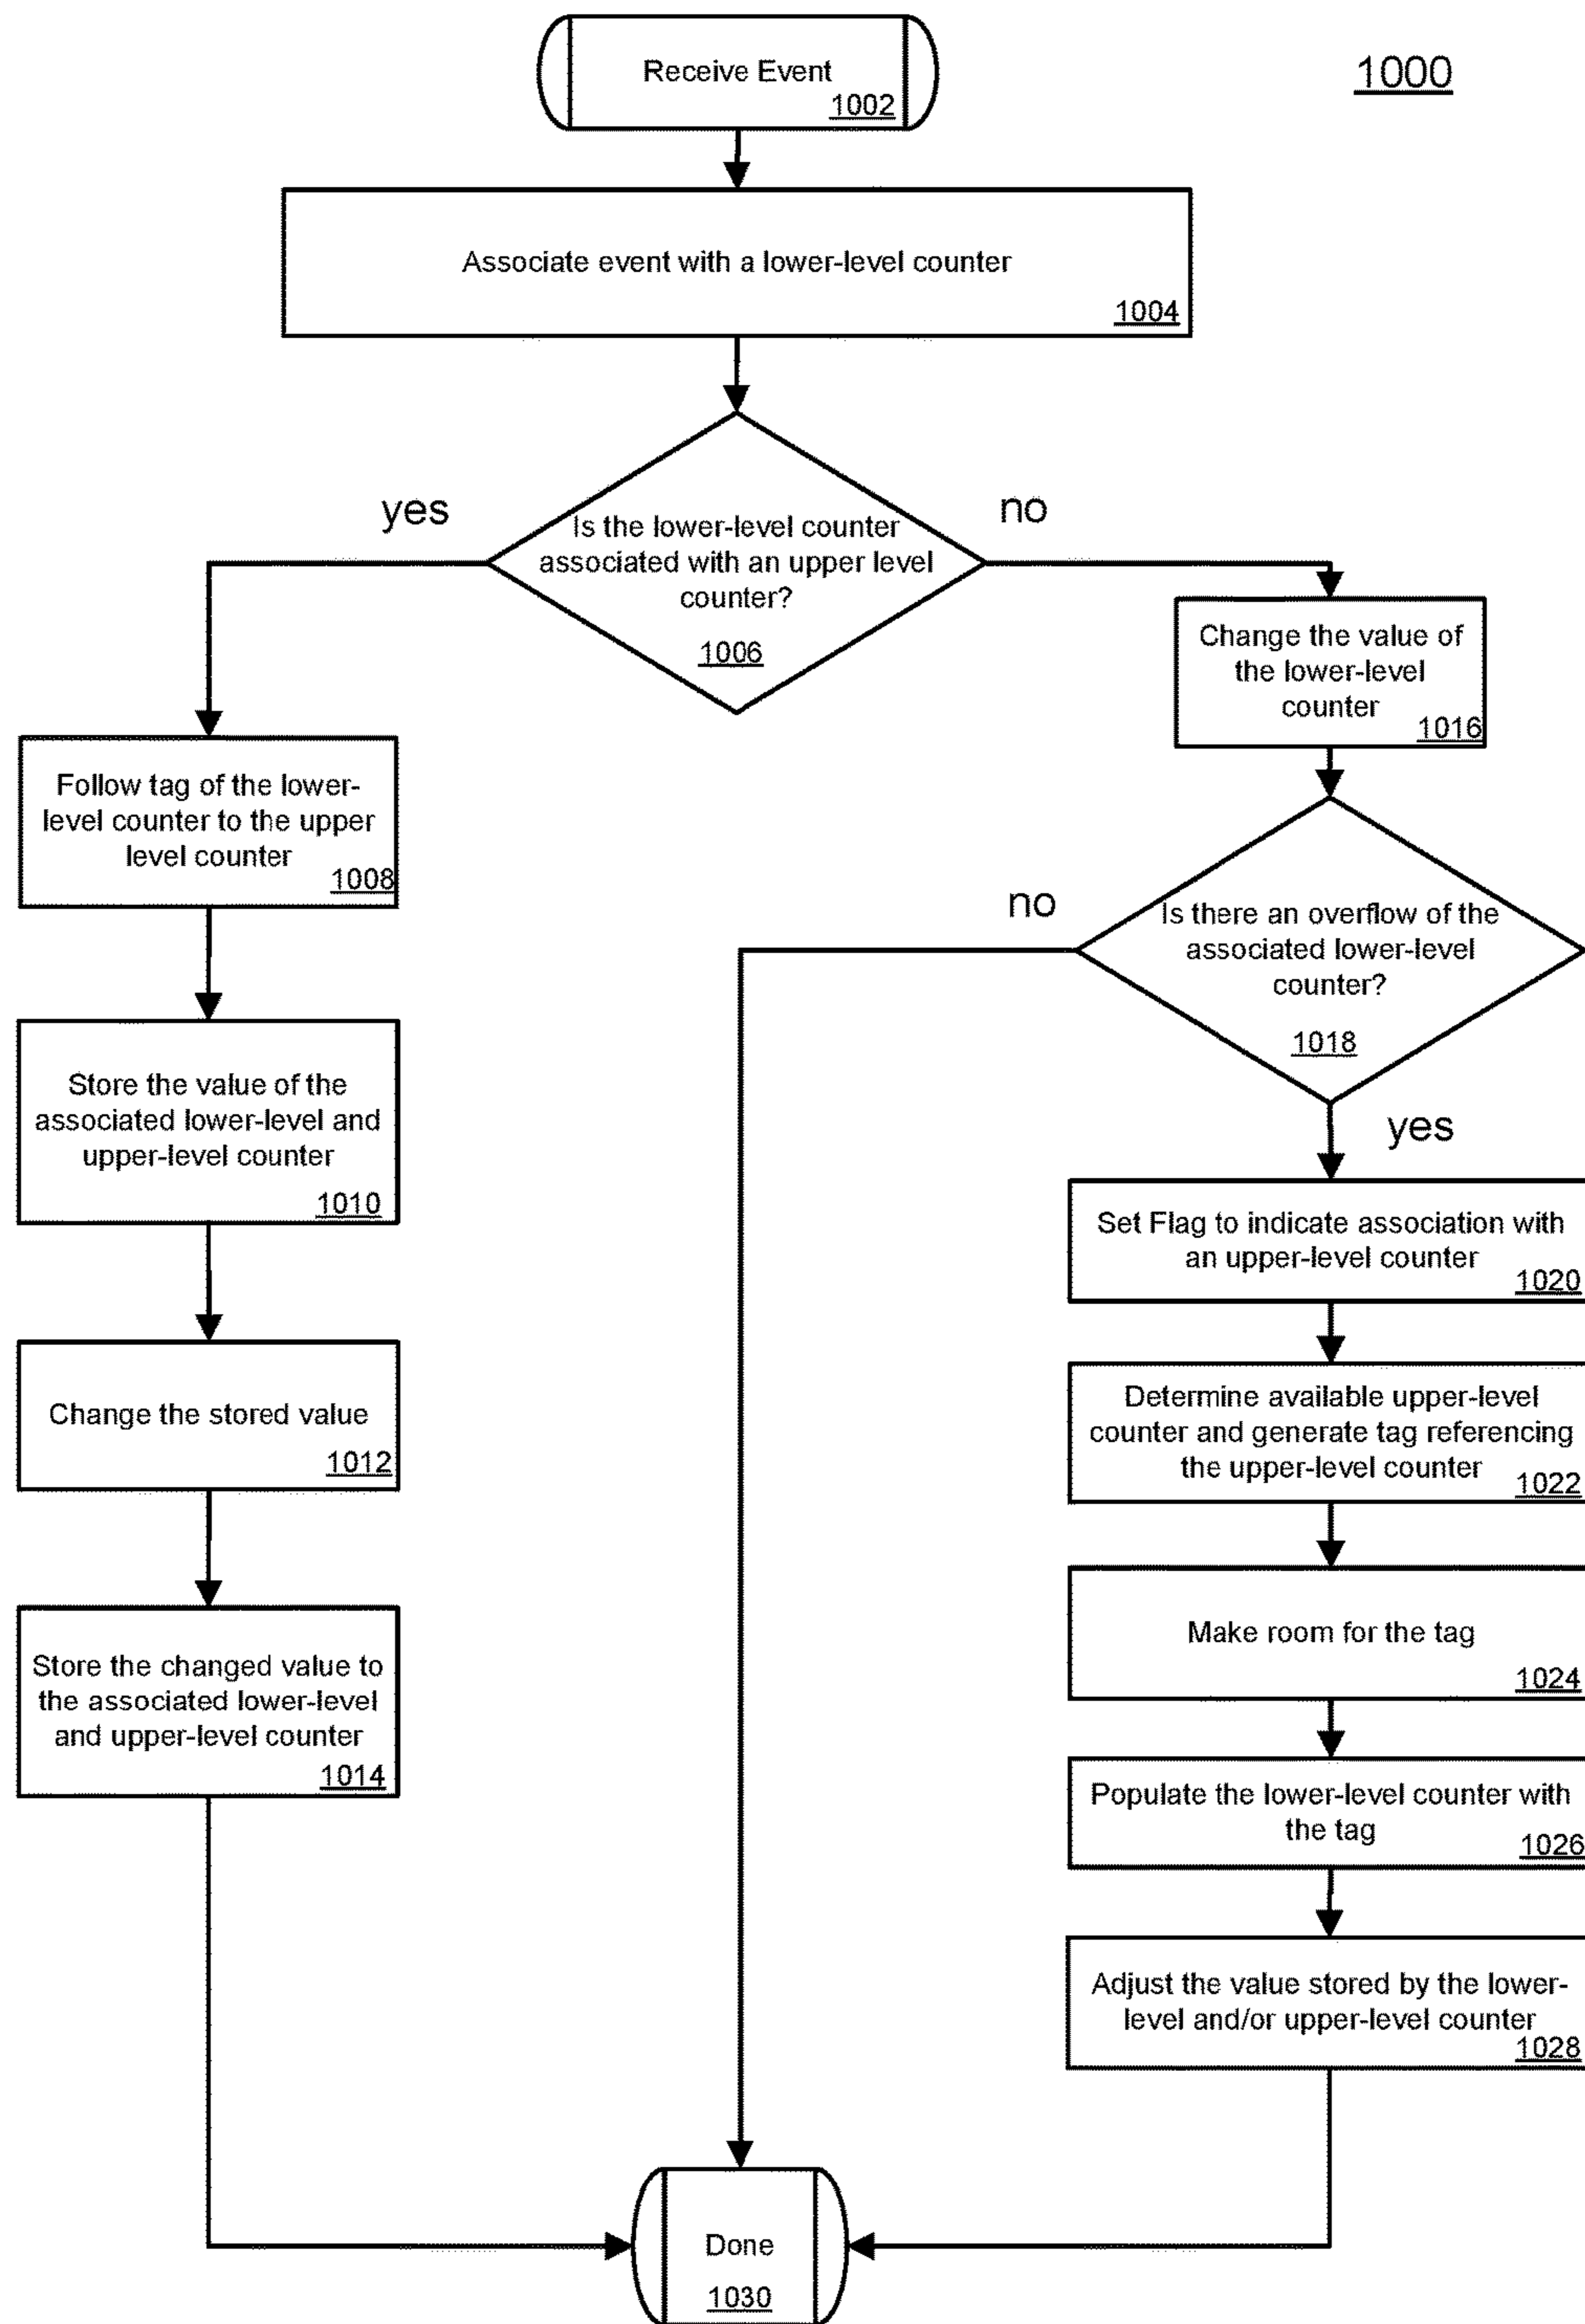 Receive Event
1002
1000
Associate event with a lower-level counter
1004
yes
no
Is the lower-level counter
associated with an upper level
counter?
1006
Change the value of
the lower-level
counter
1016
Follow tag of the lower-
level counter to the upper
level counter
1008
no
Is there an overflow of the
associated lower-level
counter?
1018
yes
Store the value of the
associated lower-level and
upper-level counter
1010
Set Flag to indicate association with
an upper-level counter
1020
Change the stored value
1012
Determine available upper-level
counter and generate tag referencing
the upper-level counter
1022
Make room for the tag
1024
Store the changed value to
the associated lower-level
and upper-level counter
1014
Populate the lower-level counter with
the tag
1026
Adjust the value stored by the lower-
level and/or upper-level counter
1028
Done
1030